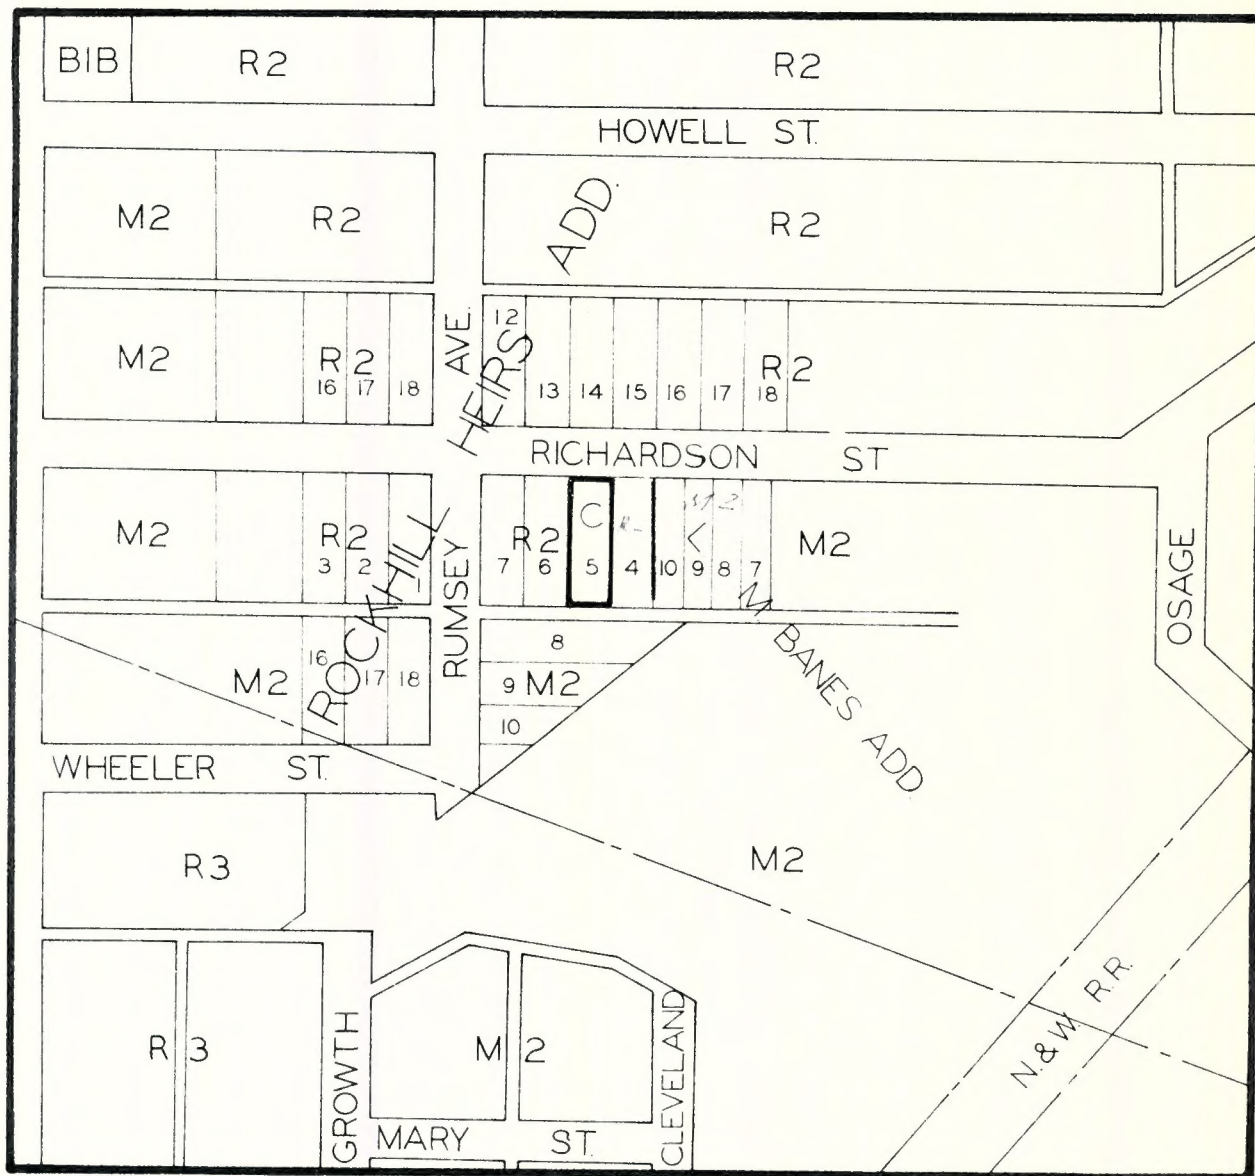 B1B R2 R2
HOWELL ST.
M2 R2 R2
ROCKHILL HEIRS ADD.
M2 R2 R2
16 17 18 12 13 14 15 16 17 18
RICHARDSON ST
M2 R2 R2 C M2 M2
3 2 7 6 5 4 10 9 8 7
RUMSEY AVE.
OSAGE
M. BANES ADD
M2 16 17 18
8
9 M2
10
WHEELER ST.
R3 M2
R3 M2
GROWTH
CLEVELAND
N.&W. R.R.
MARY ST.